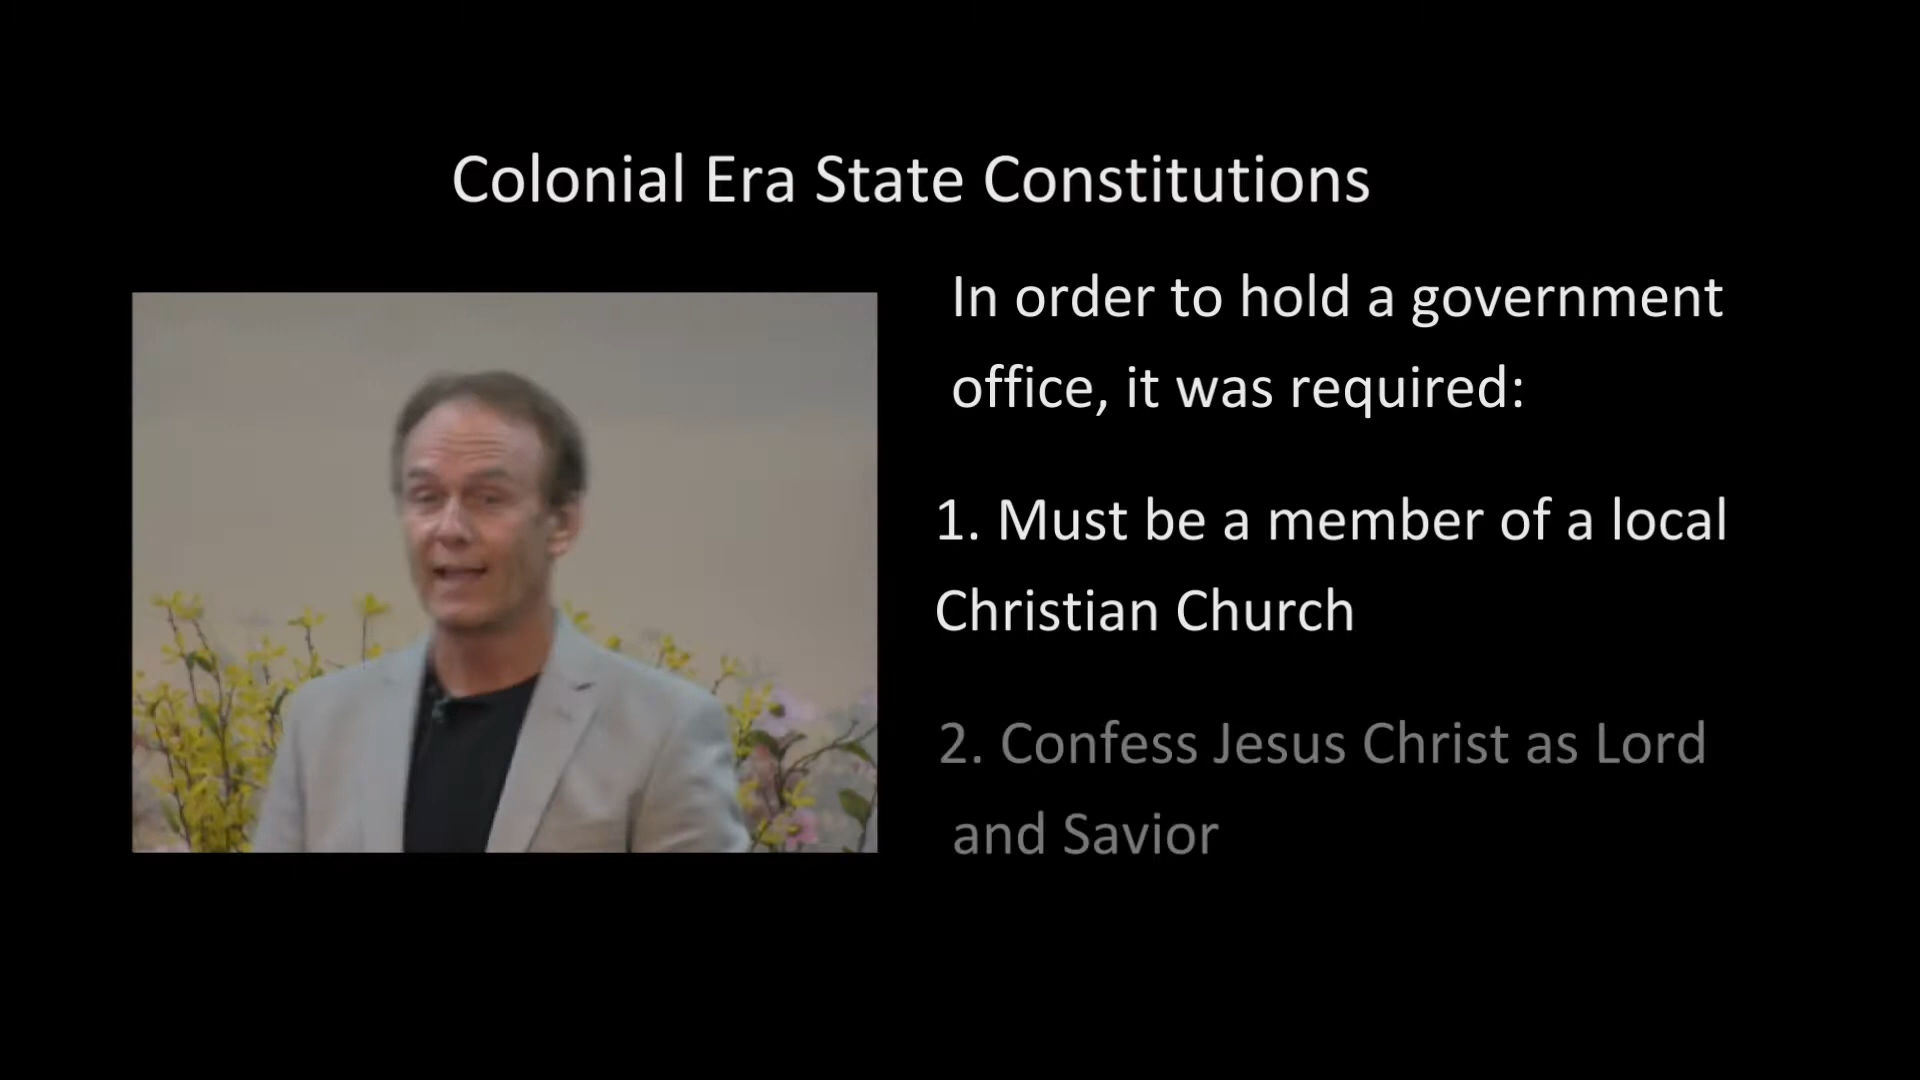 Colonial Era State Constitutions
In order to hold a government
office, it was required:
1. Must be a member of a local
Christian Church
2. Confess Jesus Christ as Lord
and Savior